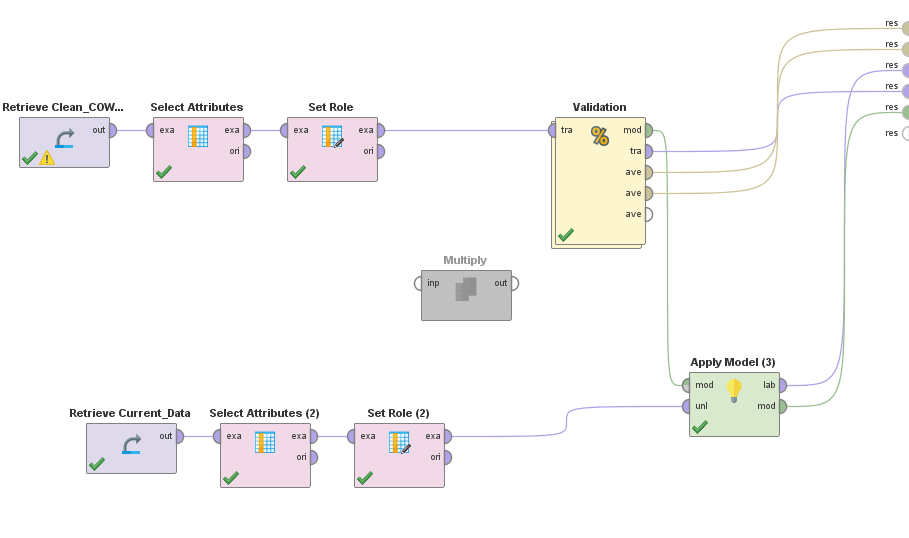 res
res
res
res
res
res
Retrieve Clean_COW...
Select Attributes
Set Role
Validation
out
exa
exa
ori
exa
exa
ori
tra
mod
tra
ave
ave
ave
%
Multiply
inp
out
Apply Model (3)
mod
lab
unl
mod
Retrieve Current_Data
Select Attributes (2)
Set Role (2)
out
exa
exa
ori
exa
exa
ori